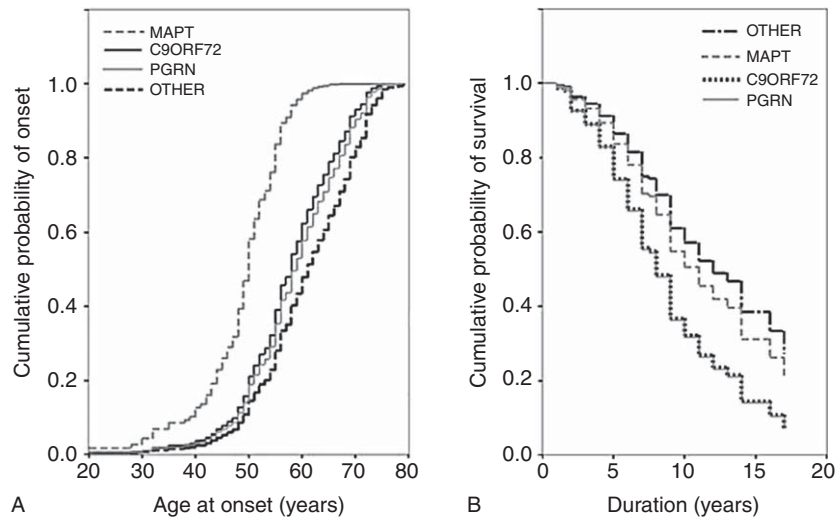 MAPT
C9ORF72
PGRN
OTHER
Cumulative probability of onset
1.0
0.8
0.6
0.4
0.2
0.0
20 30 40 50 60 70 80
A Age at onset (years)
OTHER
MAPT
C9ORF72
PGRN
Cumulative probability of survival
1.0
0.8
0.6
0.4
0.2
0.0
0 5 10 15 20
B Duration (years)